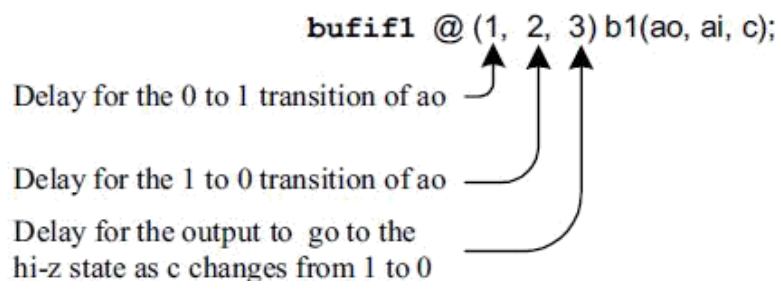 bufif1 @ (1, 2, 3) b1(ao, ai, c);
Delay for the 0 to 1 transition of ao
Delay for the 1 to 0 transition of ao
Delay for the output to go to the
hi-z state as c changes from 1 to 0